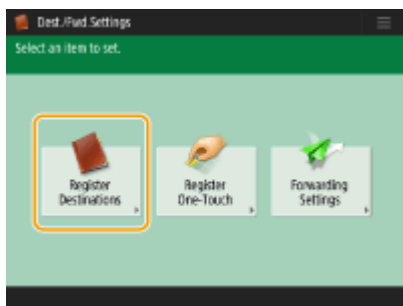 Dest./Fwd Settings
Select an item to set.
Register
Destinations
Register
One-Touch
Forwarding
Settings